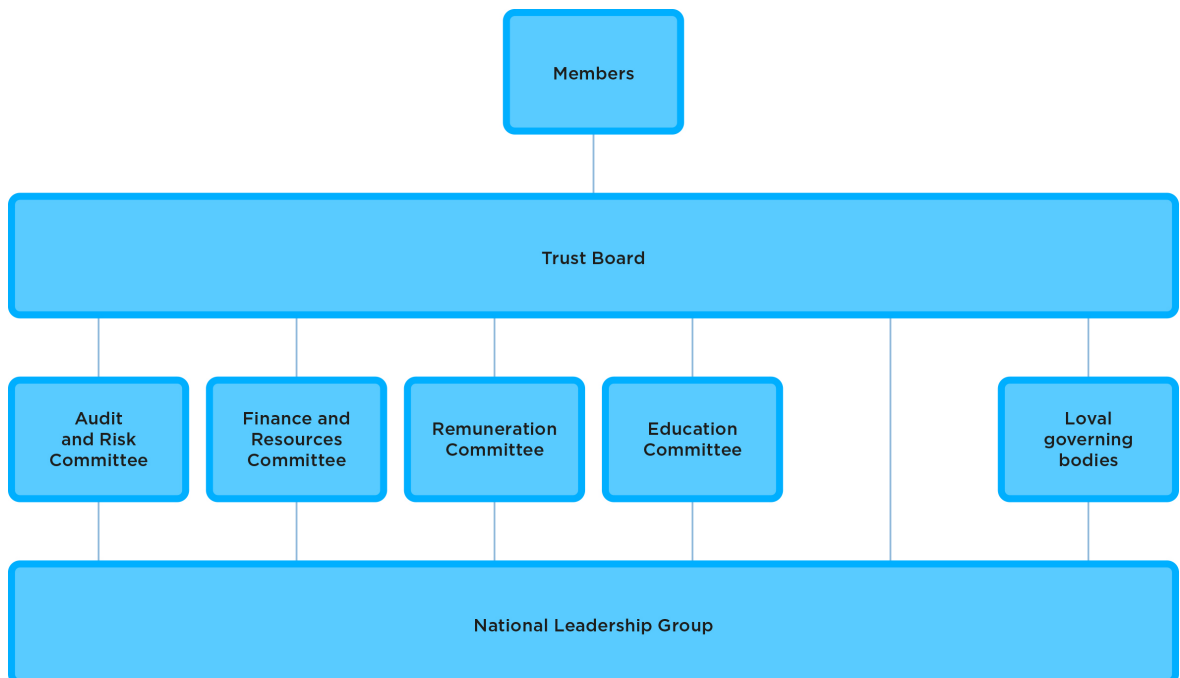 Members
Trust Board
Audit
and Risk
Committee
Finance and
Resources
Committee
Remuneration
Committee
Education
Committee
Loval
governing
bodies
National Leadership Group